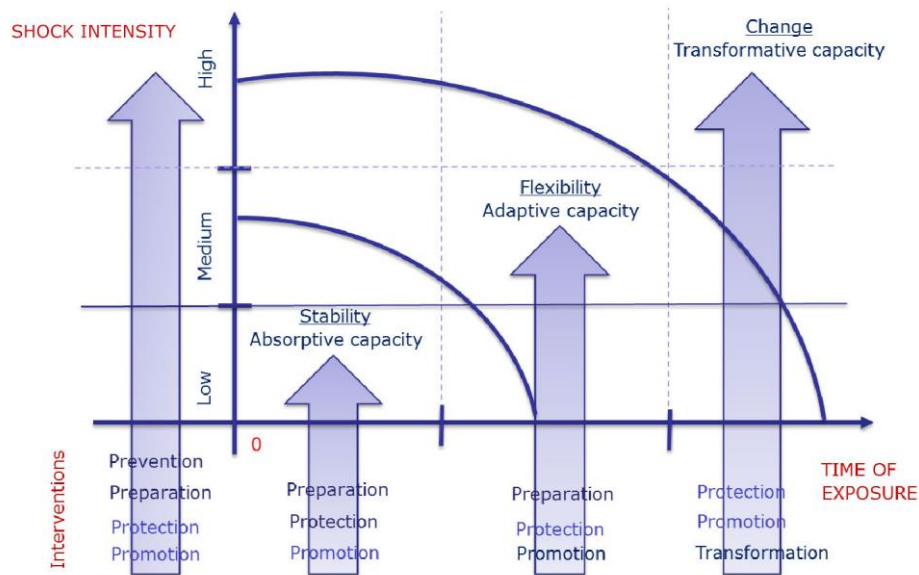 SHOCK INTENSITY
High
Medium
Low
Change
Transformative capacity
Flexibility
Adaptive capacity
Stability
Absorptive capacity
0
TIME OF
EXPOSURE
Interventions
Prevention
Preparation
Protection
Promotion
Preparation
Protection
Promotion
Preparation
Protection
Promotion
Protection
Promotion
Transformation